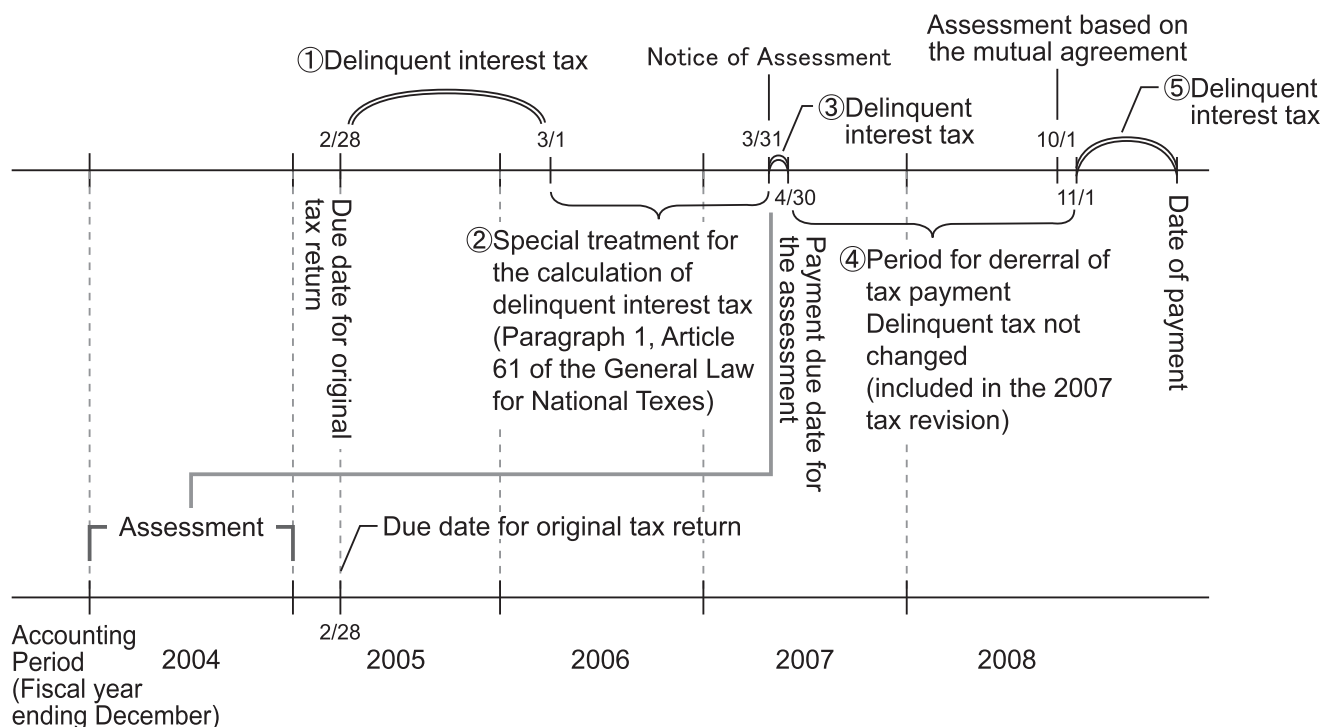 Assessment based on
the mutual agreement
①Delinquent interest tax
Notice of Assessment
⑤Delinquent
interest tax
③Delinquent
interest tax
2/28
3/1
3/31
10/1
4/30
11/1
Due date for original
tax return
②Special treatment for
the calculation of
delinquent interest tax
(Paragraph 1, Article
61 of the General Law
for National Texes)
Payment due date for
the assessment
④Period for dererral of
tax payment
Delinquent tax not
changed
(included in the 2007
tax revision)
Date of payment
Assessment
Due date for original tax return
2/28
Accounting
Period
(Fiscal year
ending December)
2004
2005
2006
2007
2008